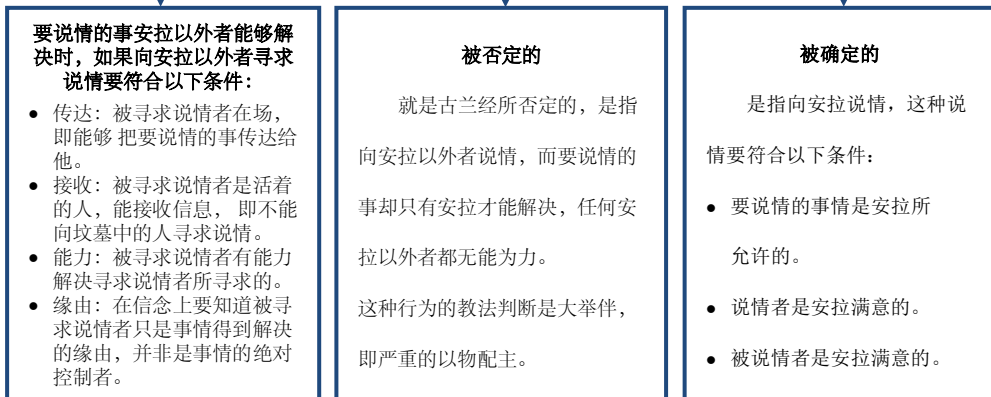 要说情的事安拉以外者能够解
决时，如果向安拉以外者寻求
说情要符合以下条件：
● 传达：被寻求说情者在场，
即能够 把要说情的事传达给
他。
● 接收：被寻求说情者是活着
的人，能接收信息， 即不能
向坟墓中的人寻求说情。
● 能力：被寻求说情者有能力
解决寻求说情者所寻求的。
● 缘由：在信念上要知道被寻
求说情者只是事情得到解决
的缘由，并非是事情的绝对
控制者。
被否定的
就是古兰经所否定的，是指
向安拉以外者说情，而要说情的
事却只有安拉才能解决，任何安
拉以外者都无能为力。
这种行为的教法判断是大举伴，
即严重的以物配主。
被确定的
是指向安拉说情，这种说
情要符合以下条件：
● 要说情的事情是安拉所
允许的。
● 说情者是安拉满意的。
● 被说情者是安拉满意的。